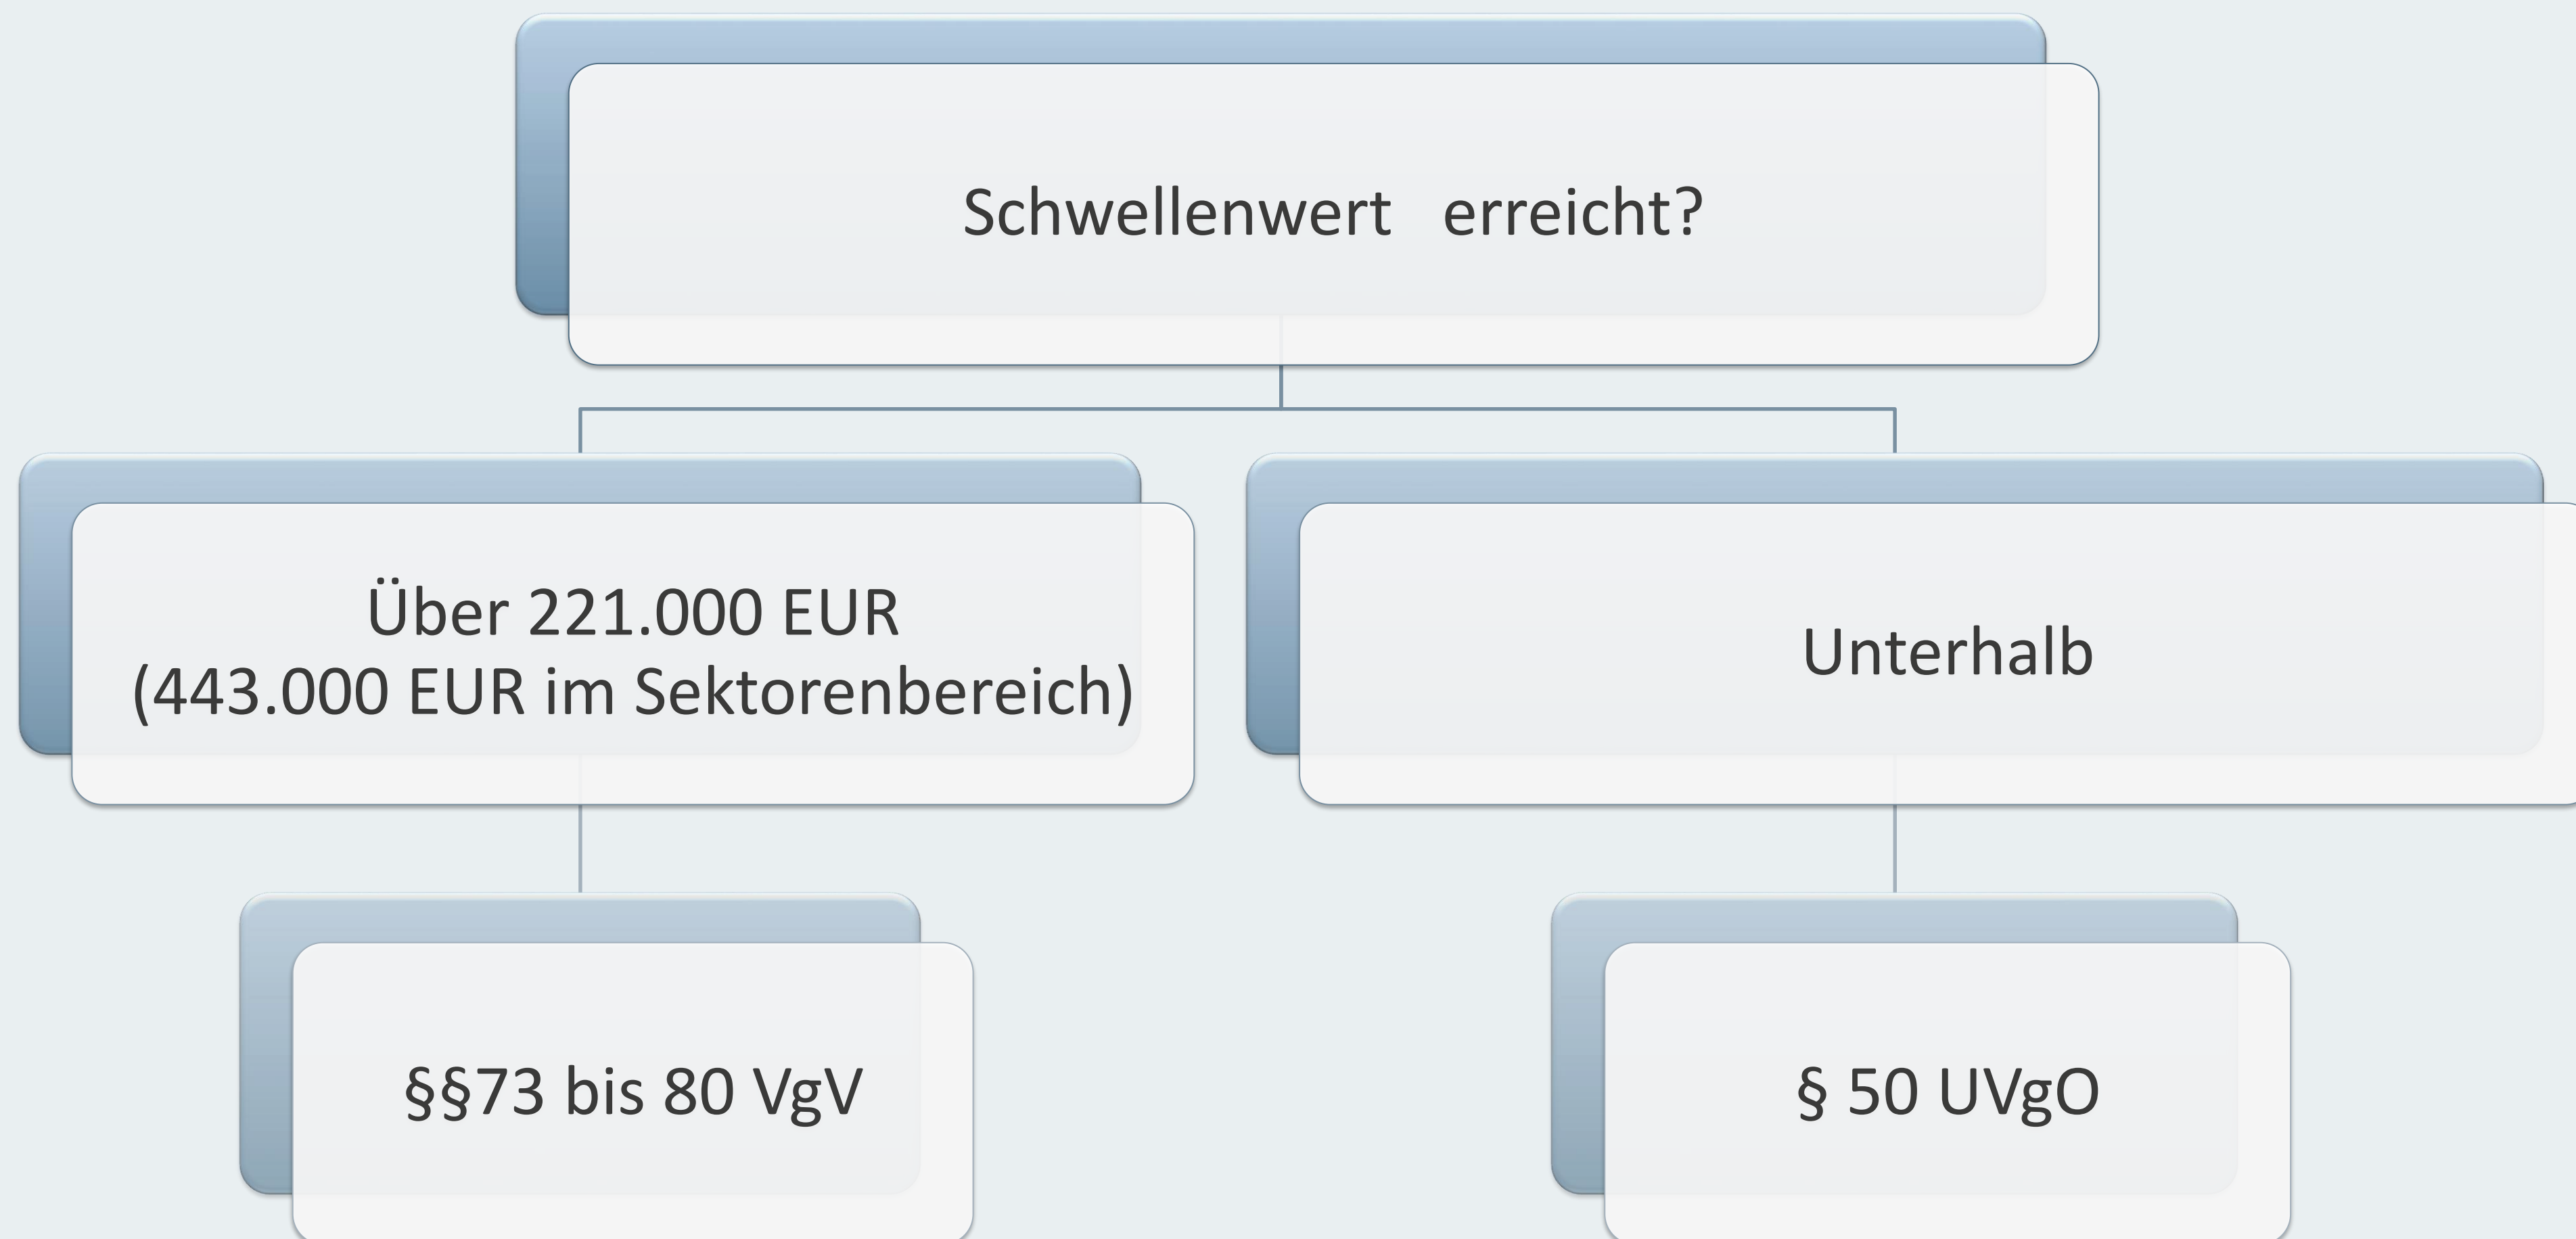 Schwellenwert erreicht?
Über 221.000 EUR
(443.000 EUR im Sektorenbereich)
Unterhalb
§§73 bis 80 VgV
§ 50 UVgO